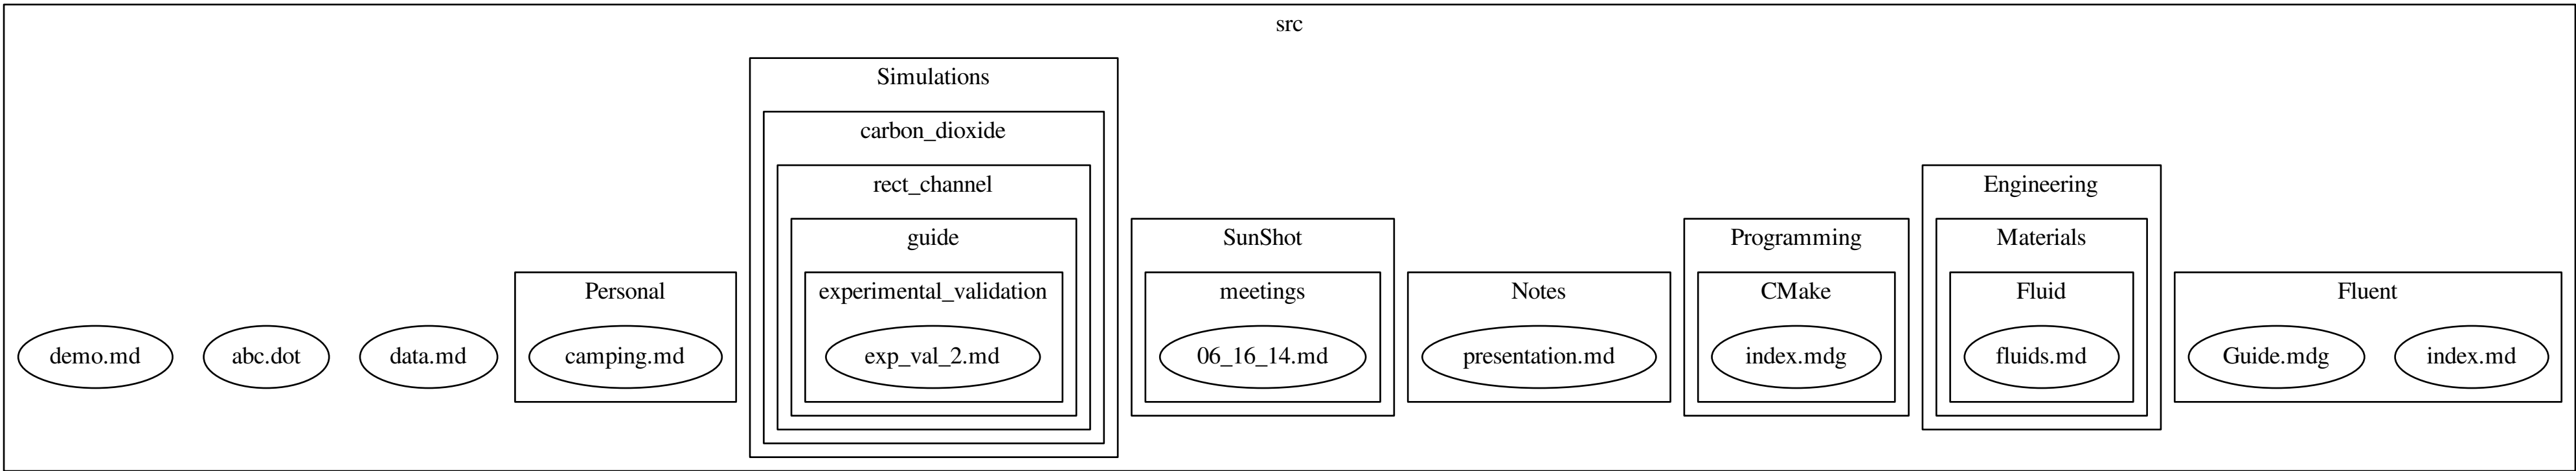 src
Simulations
carbon_dioxide
rect_channel
Engineering
guide
SunShot
Programming
Materials
Personal
experimental_validation
meetings
Notes
CMake
Fluid
Fluent
demo.md
abc.dot
data.md
camping.md
exp_val_2.md
06_16_14.md
presentation.md
index.mdg
fluids.md
Guide.mdg
index.md